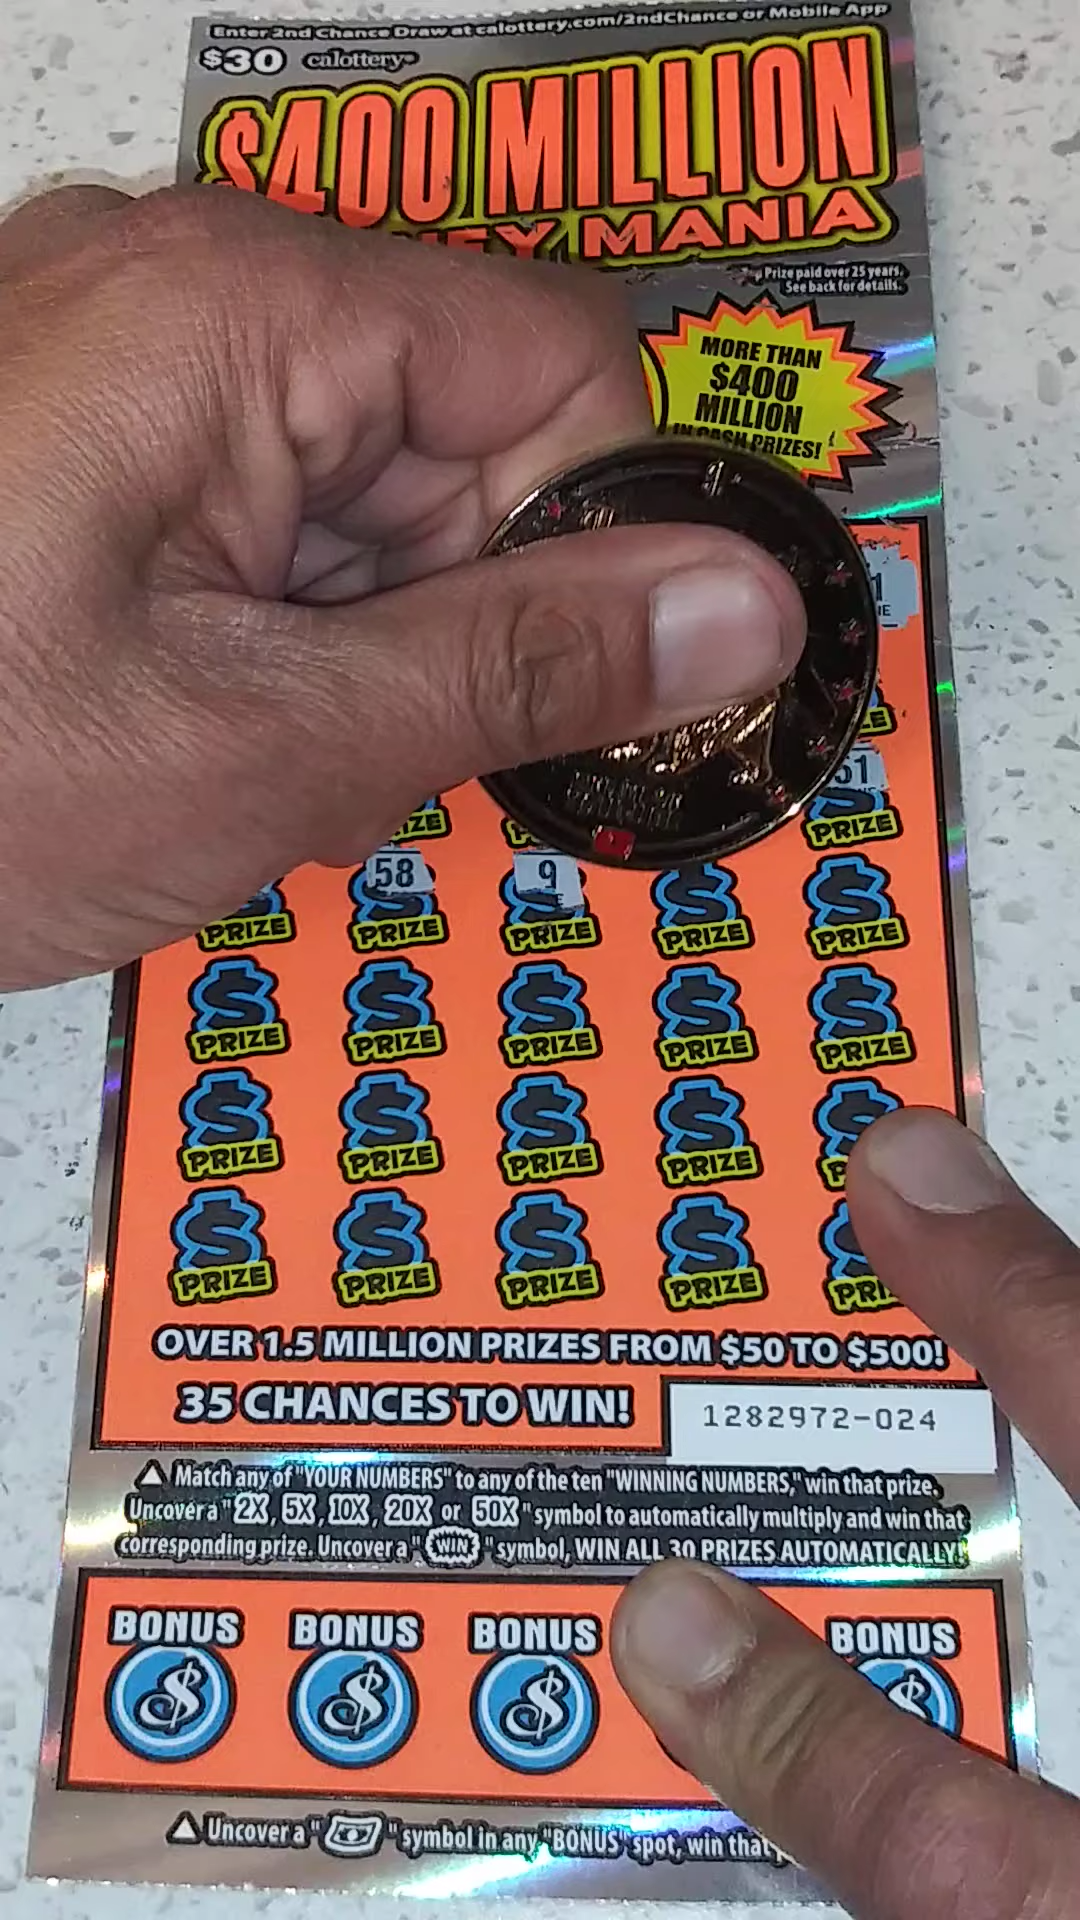 Enter 2nd Chance Draw at calottery.com/2ndChance or Mobile App
$30 calottery
$400 MILLION
MANIA
Prize paid over 25 years.
See back for details.
MORE THAN
$400
MILLION
IN CASH PRIZES!
51
PRIZE
58 9
PRIZE PRIZE PRIZE PRIZE PRIZE
PRIZE PRIZE PRIZE PRIZE PRIZE
PRIZE PRIZE PRIZE PRIZE
PRIZE PRIZE PRIZE PRIZE
OVER 1.5 MILLION PRIZES FROM $50 TO $500!
35 CHANCES TO WIN!
1282972-024
Match any of "YOUR NUMBERS" to any of the ten "WINNING NUMBERS," win that prize.
Uncover a "2X, 5X, 10X, 20X or 50X" symbol to automatically multiply and win that
corresponding prize. Uncover a "WIN" symbol, WIN ALL 30 PRIZES AUTOMATICALLY!
BONUS BONUS BONUS BONUS
Uncover a " " symbol in any "BONUS" spot, win that